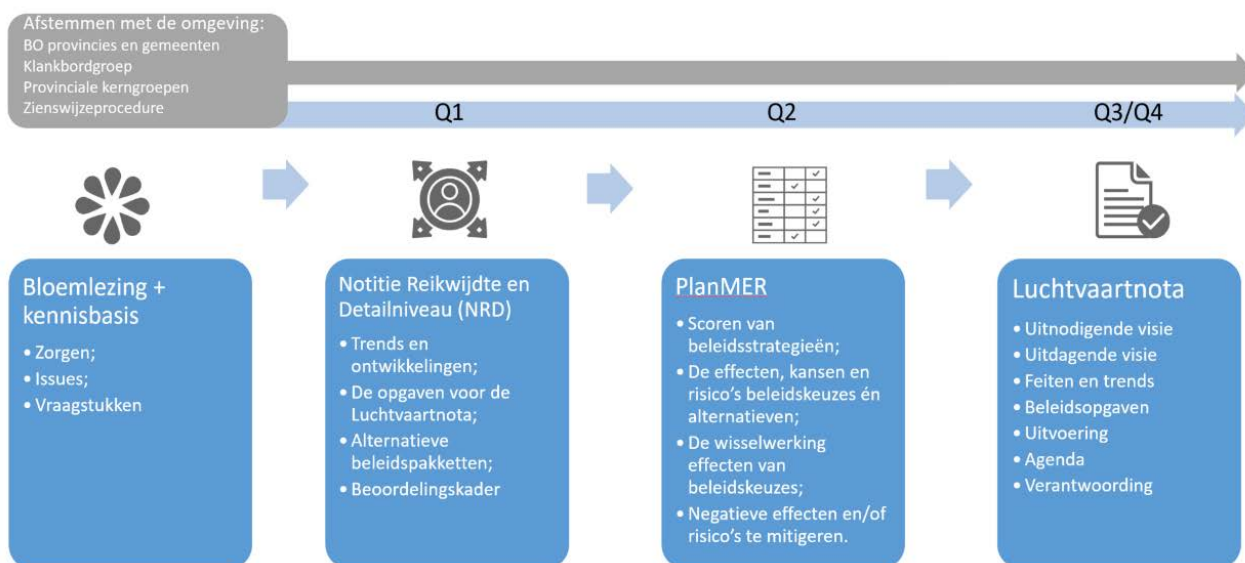 Afstemmen met de omgeving:
BO provincies en gemeenten
Klankbordgroep
Provinciale kerngroepen
Zienswijzeprocedure
Q1
Q2
Q3/Q4
Bloemlezing +
kennisbasis
• Zorgen;
• Issues;
• Vraagstukken
Notitie Reikwijdte en
Detailniveau (NRD)
• Trends en
ontwikkelingen;
• De opgaven voor de
Luchtvaartnota;
• Alternatieve
beleidspakketten;
• Beoordelingskader
PlanMER
• Scoren van
beleidsstrategieën;
• De effecten, kansen en
risico's beleidskeuzes én
alternatieven;
• De wisselwerking
effecten van
beleidskeuzes;
• Negatieve effecten en/of
risico's te mitigeren.
Luchtvaartnota
• Uitnodigende visie
• Uitdagende visie
• Feiten en trends
• Beleidsopgaven
• Uitvoering
• Agenda
• Verantwoording